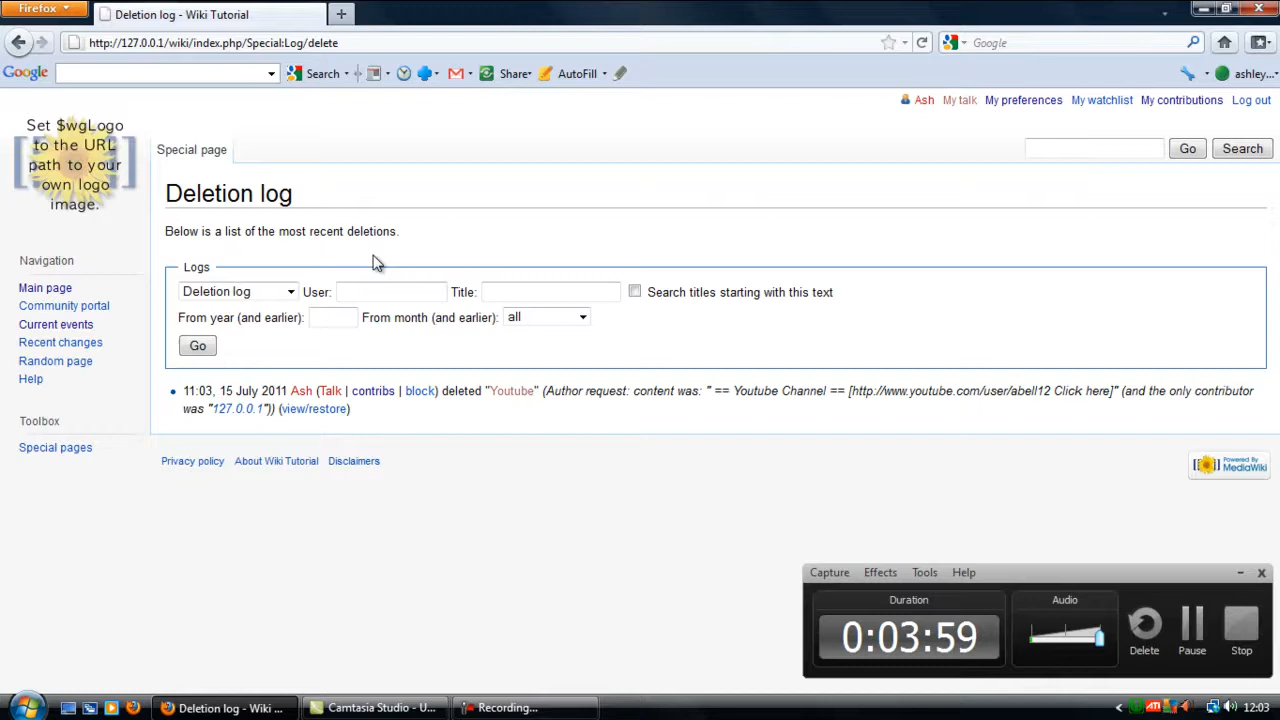 Firefox
Deletion log - Wiki Tutorial
http://127.0.0.1/wiki/index.php/Special:Log/delete
Google
Google Search Share AutoFill ashley...
Ash My talk My preferences My watchlist My contributions Log out
Set $wgLogo
to the URL
path to your
own logo
image.
Special page
Go Search
Deletion log
Below is a list of the most recent deletions.
Navigation
Main page
Community portal
Current events
Recent changes
Random page
Help
Toolbox
Special pages
Logs
Deletion log User: Title: Search titles starting with this text
From year (and earlier): From month (and earlier): all
Go
11:03, 15 July 2011 Ash (Talk | contribs | block) deleted "Youtube" (Author request: content was: " == Youtube Channel == [http://www.youtube.com/user/abell12 Click here]" (and the only contributor
was "127.0.0.1")) (view/restore)
Privacy policy About Wiki Tutorial Disclaimers
Powered By
MediaWiki
Capture Effects Tools Help
Duration
0:03:59
Audio
Delete Pause Stop
Deletion log - Wiki ... Camtasia Studio - U... Recording... 12:03